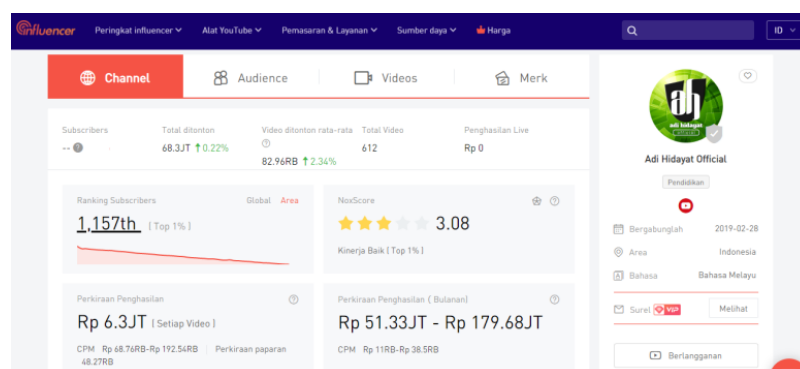 influencer Peringkat influencer Alat YouTube Pemasaran & Layanan Sumber daya Harga ID
Channel Audience Videos Merk
Subscribers Total ditonton Video ditonton rata-rata Total Video Penghasilan Live
-- 68.3JT 0.22% 82.96RB 2.34% 612 Rp 0
Ranking Subscribers Global Area
1,157th (Top 1%)
NoxScore
3.08
Kinerja Baik (Top 1%)
Perkiraan Penghasilan
Rp 6.3JT (Setiap Video)
CPM Rp 68.76RB-Rp 192.54RB Perkiraan paparan
48.27RB
Perkiraan Penghasilan (Bulanan)
Rp 51.33JT - Rp 179.68JT
CPM Rp 11RB-Rp 38.5RB
adi hidayat
Adi Hidayat Official
Pendidikan
Bergabunglah 2019-02-28
Area Indonesia
Bahasa Bahasa Melayu
Surel VIP Melihat
Berlangganan